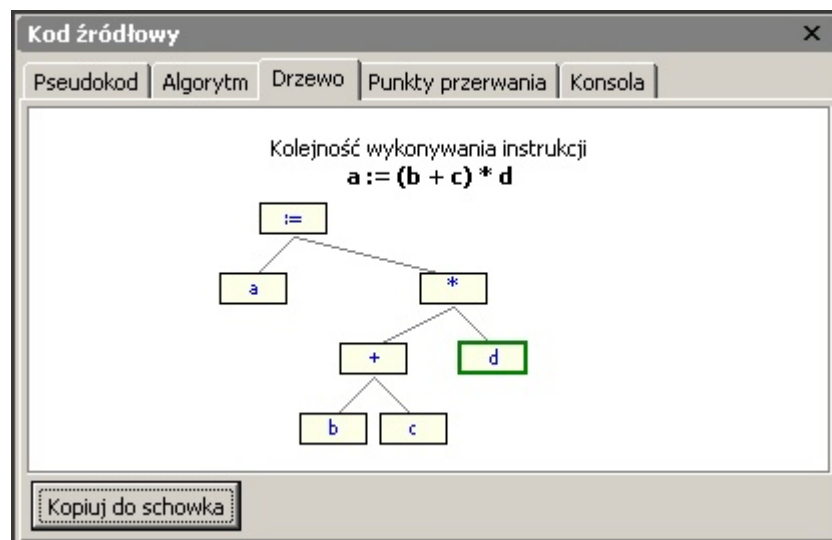 Kod źródłowy
Pseudokod Algorytm Drzewo Punkty przerwania Konsola
Kolejność wykonywania instrukcji
a := (b + c) * d
:=
a *
+ d
b c
Kopiuj do schowka